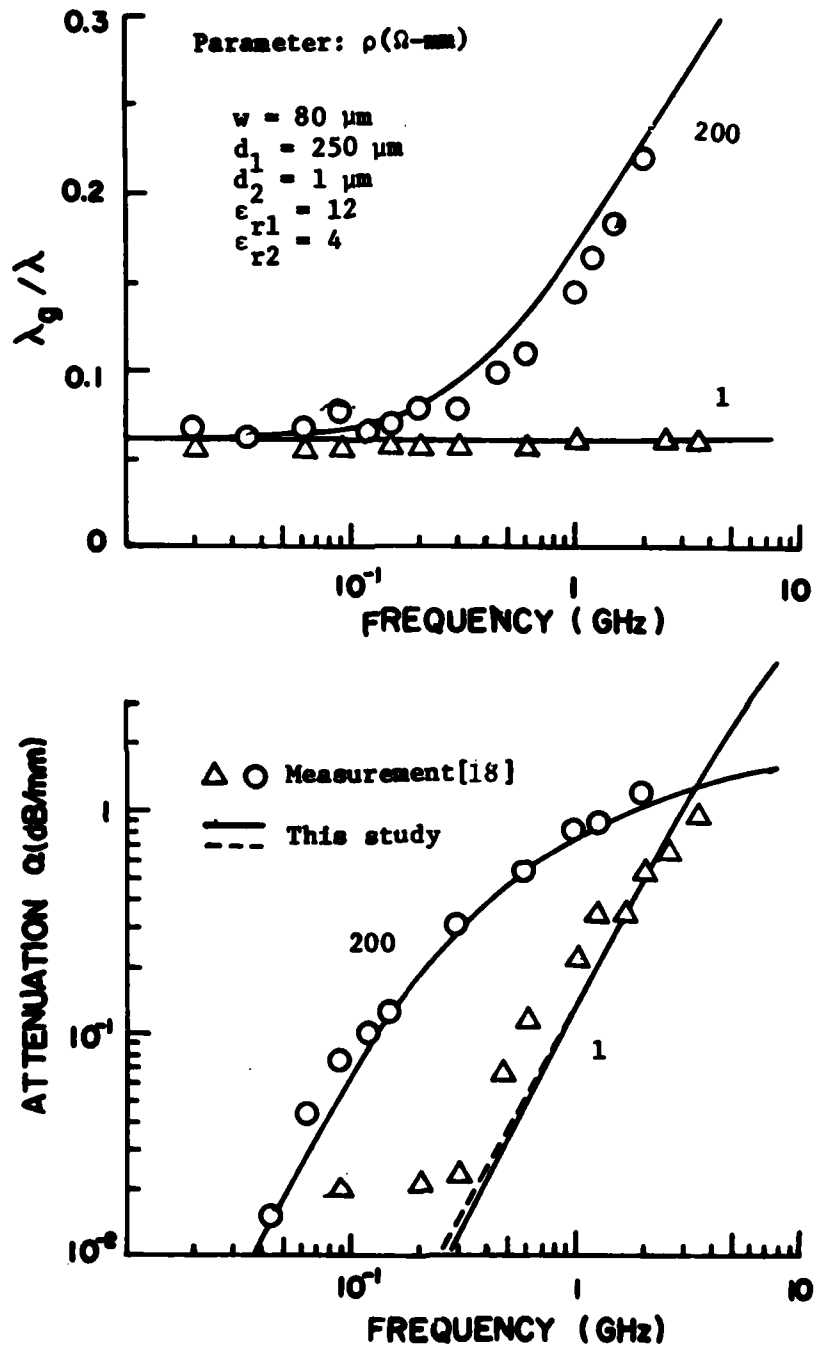 0.3
Parameter: ρ(Ω-mm)
w = 80 μm
d1 = 250 μm
d2 = 1 μm
εr1 = 12
εr2 = 4
200
0.2
λg/λ
0.1
1
0
10-1
1
10
FREQUENCY (GHz)
△ ○ Measurement[18]
This study
1
ATTENUATION α(dB/mm)
200
10-1
1
10-2
10-1
1
10
FREQUENCY (GHz)